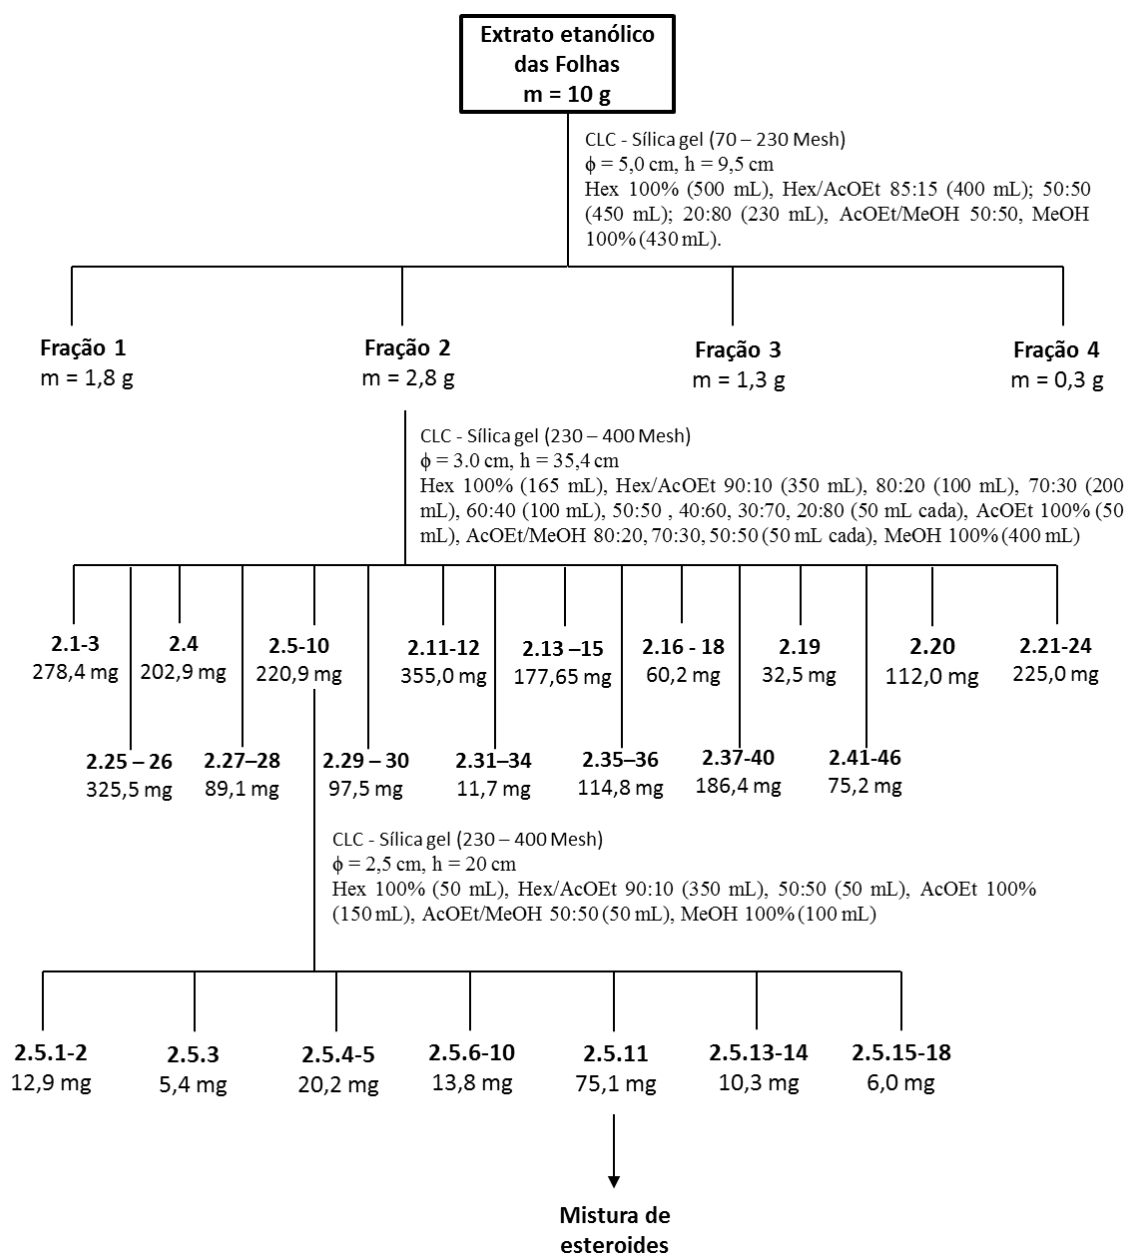 Extrato etanólico
das Folhas
m = 10 g
CLC - Sílica gel (70 – 230 Mesh)
ϕ = 5,0 cm, h = 9,5 cm
Hex 100% (500 mL), Hex/AcOEt 85:15 (400 mL); 50:50
(450 mL); 20:80 (230 mL), AcOEt/MeOH 50:50, MeOH
100% (430 mL).
Fração 1
m = 1,8 g
Fração 2
m = 2,8 g
Fração 3
m = 1,3 g
Fração 4
m = 0,3 g
CLC - Sílica gel (230 – 400 Mesh)
ϕ = 3.0 cm, h = 35,4 cm
Hex 100% (165 mL), Hex/AcOEt 90:10 (350 mL), 80:20 (100 mL), 70:30 (200
mL), 60:40 (100 mL), 50:50 , 40:60, 30:70, 20:80 (50 mL cada), AcOEt 100% (50
mL), AcOEt/MeOH 80:20, 70:30, 50:50 (50 mL cada), MeOH 100% (400 mL)
2.1-3
278,4 mg
2.4
202,9 mg
2.5-10
220,9 mg
2.11-12
355,0 mg
2.13 –15
177,65 mg
2.16 - 18
60,2 mg
2.19
32,5 mg
2.20
112,0 mg
2.21-24
225,0 mg
2.25 – 26
325,5 mg
2.27–28
89,1 mg
2.29 – 30
97,5 mg
2.31–34
11,7 mg
2.35–36
114,8 mg
2.37-40
186,4 mg
2.41-46
75,2 mg
CLC - Sílica gel (230 – 400 Mesh)
ϕ = 2,5 cm, h = 20 cm
Hex 100% (50 mL), Hex/AcOEt 90:10 (350 mL), 50:50 (50 mL), AcOEt 100%
(150 mL), AcOEt/MeOH 50:50 (50 mL), MeOH 100% (100 mL)
2.5.1-2
12,9 mg
2.5.3
5,4 mg
2.5.4-5
20,2 mg
2.5.6-10
13,8 mg
2.5.11
75,1 mg
2.5.13-14
10,3 mg
2.5.15-18
6,0 mg
Mistura de
esteroides